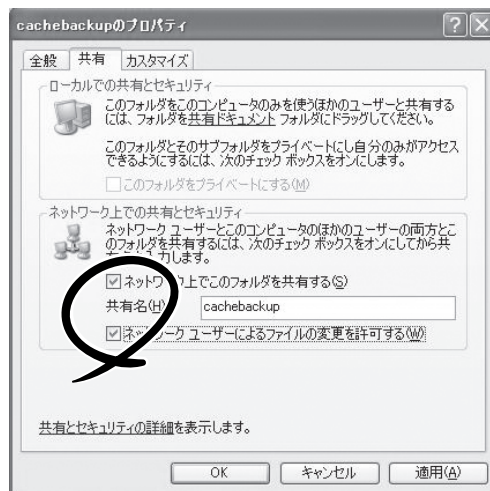 cachebackupのプロパティ
全般 共有 カスタマイズ
ローカルでの共有とセキュリティ
このフォルダをこのコンピュータのみを使うほかのユーザーと共有する
には、フォルダを共有ドキュメント フォルダにドラッグしてください。
このフォルダとそのサブフォルダをプライベートにし自分のみがアクセス
できるようにするには、次のチェック ボックスをオンにします。
このフォルダをプライベートにする(M)
ネットワーク上での共有とセキュリティ
ネットワーク ユーザーとこのコンピュータのほかのユーザーの両方とこ
のフォルダを共有するには、次のチェック ボックスをオンにしてから共
入力します。
ネットワーク上でこのフォルダを共有する(S)
共有名(H) cachebackup
ネットワーク ユーザーによるファイルの変更を許可する(W)
共有とセキュリティの詳細を表示します。
OK キャンセル 適用(A)